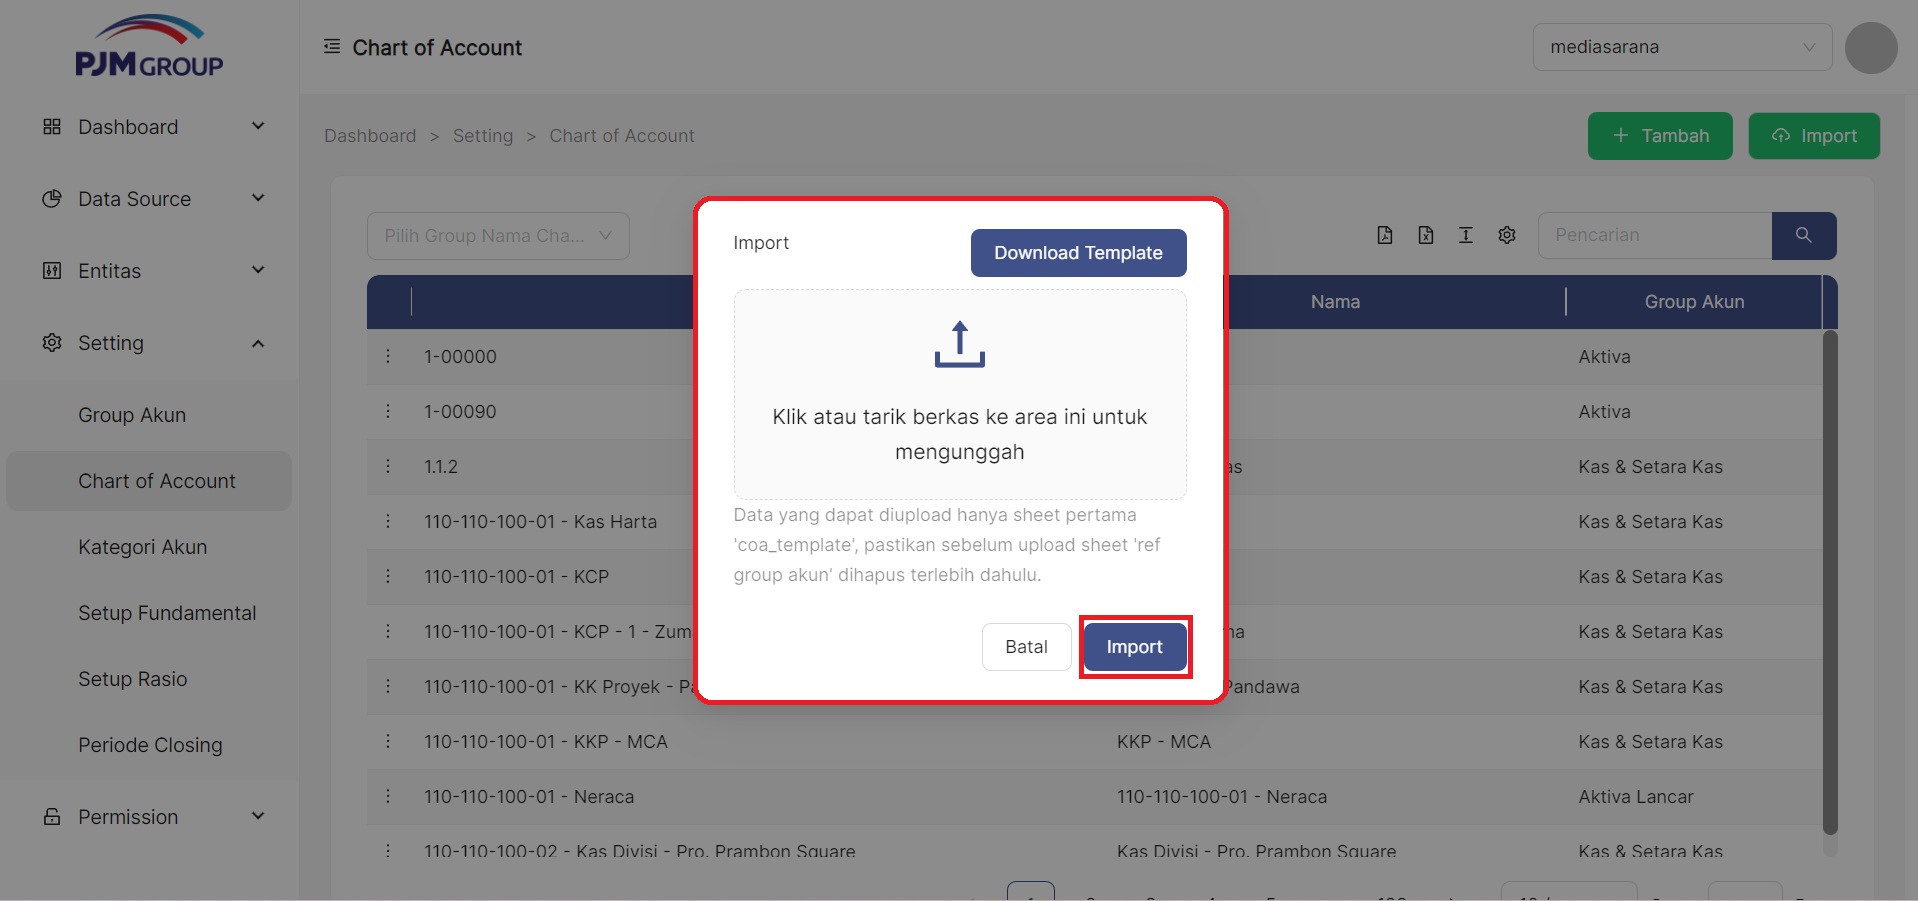 PJM GROUP
Chart of Account
mediasarana
Dashboard
Data Source
Entitas
Setting
Group Akun
Chart of Account
Kategori Akun
Setup Fundamental
Setup Rasio
Periode Closing
Permission
Dashboard > Setting > Chart of Account
+ Tambah
Import
Pilih Group Nama Cha...
Pencarian
Nama
Group Akun
1-00000
Aktiva
1-00090
Aktiva
1.1.2
Kas & Setara Kas
110-110-100-01 - Kas Harta
Kas & Setara Kas
110-110-100-01 - KCP
Kas & Setara Kas
110-110-100-01 - KCP - 1 - Zum
Kas & Setara Kas
110-110-100-01 - KK Proyek - Pa
Pandawa
Kas & Setara Kas
110-110-100-01 - KKP - MCA
KKP - MCA
Kas & Setara Kas
110-110-100-01 - Neraca
110-110-100-01 - Neraca
Aktiva Lancar
110-110-100-02 - Kas Divisi - Pro. Prambon Square
Kas Divisi - Pro. Prambon Square
Kas & Setara Kas
Import
Download Template
Klik atau tarik berkas ke area ini untuk
mengunggah
Data yang dapat diupload hanya sheet pertama
'coa_template', pastikan sebelum upload sheet 'ref
group akun' dihapus terlebih dahulu.
Batal
Import